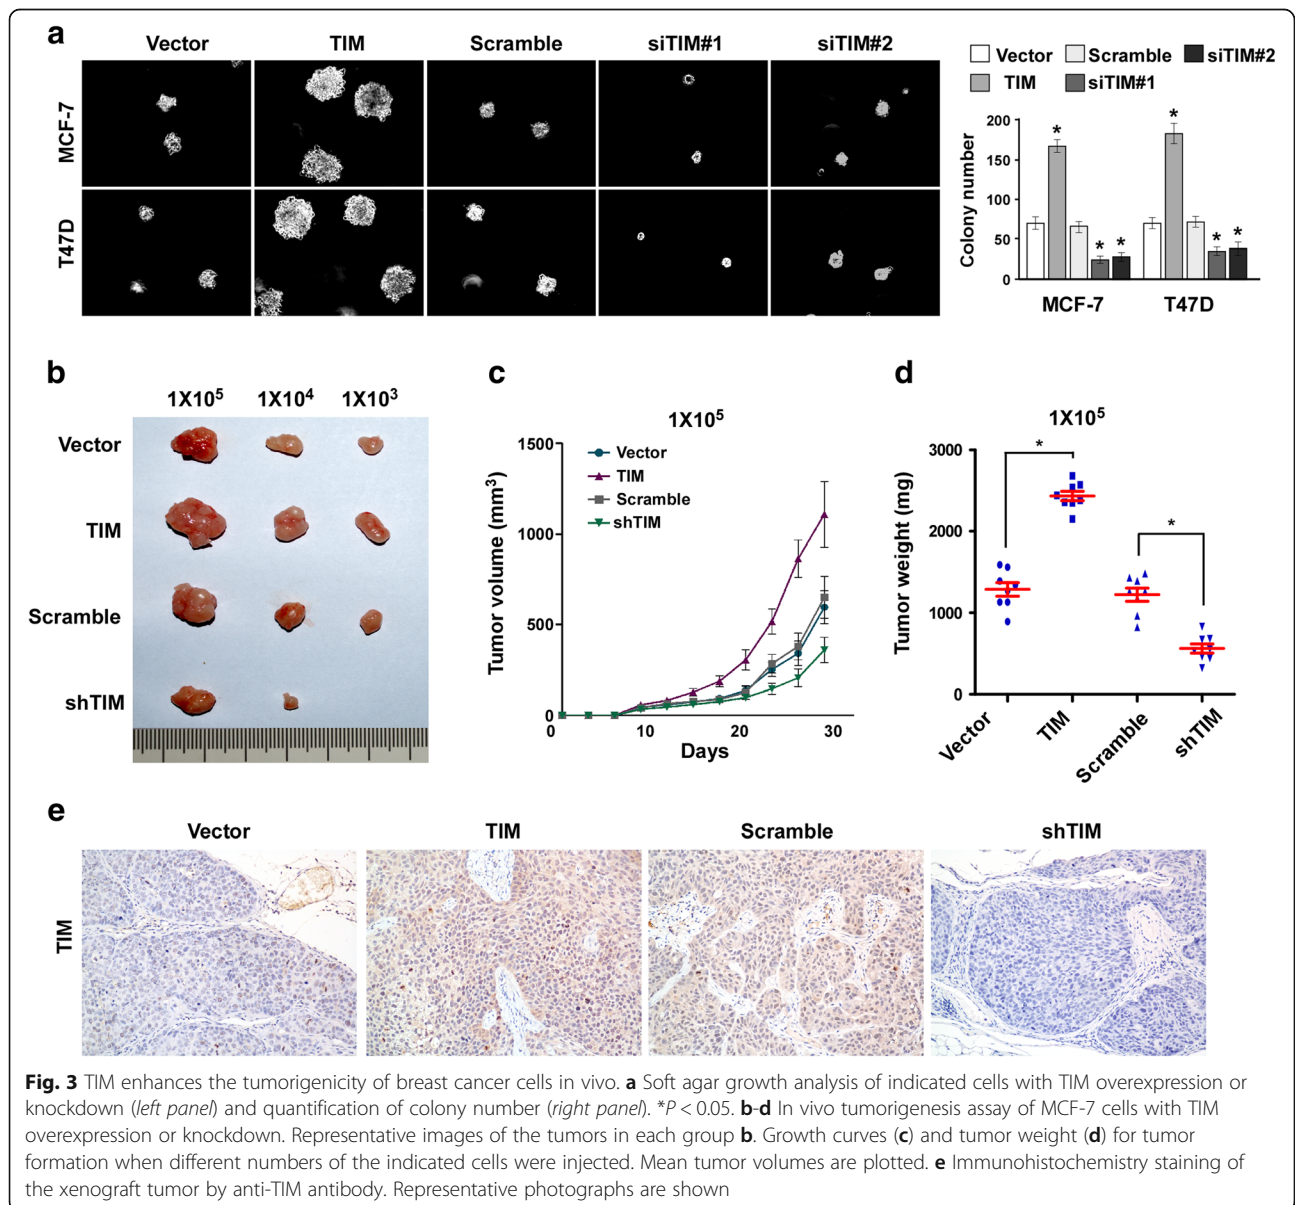 a
Vector TIM Scramble siTIM#1 siTIM#2
MCF-7
T47D
Vector Scramble siTIM#2
TIM siTIM#1
Colony number
200
150
100
50
0
MCF-7 T47D
b
1X10⁵ 1X10⁴ 1X10³
Vector
TIM
Scramble
shTIM
c
1X10⁵
Tumor volume (mm³)
1500
1000
500
0
Vector
TIM
Scramble
shTIM
0 10 20 30
Days
d
1X10⁵
Tumor weight (mg)
3000
2000
1000
0
* *
Vector TIM Scramble shTIM
e
Vector TIM Scramble shTIM
TIM
Fig. 3 TIM enhances the tumorigenicity of breast cancer cells in vivo. a Soft agar growth analysis of indicated cells with TIM overexpression or
knockdown (left panel) and quantification of colony number (right panel). *P < 0.05. b-d In vivo tumorigenesis assay of MCF-7 cells with TIM
overexpression or knockdown. Representative images of the tumors in each group b. Growth curves (c) and tumor weight (d) for tumor
formation when different numbers of the indicated cells were injected. Mean tumor volumes are plotted. e Immunohistochemistry staining of
the xenograft tumor by anti-TIM antibody. Representative photographs are shown